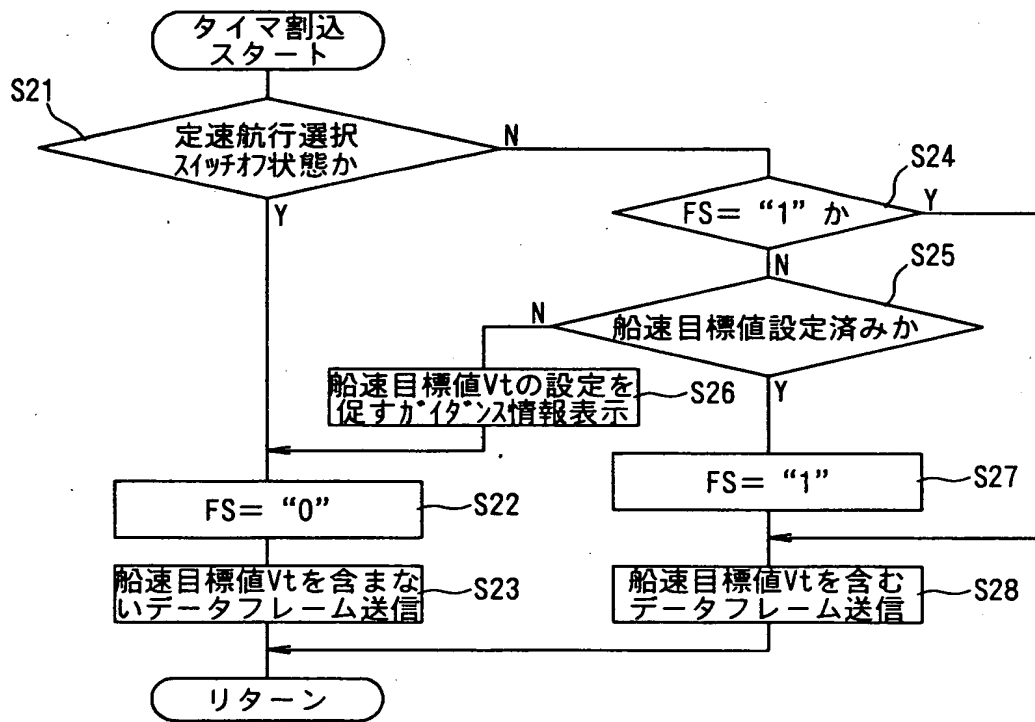 タイマ割込
スタート
S21
定速航行選択
スイッチオフ状態か
N
Y
S24
FS= “1” か
Y
N
S25
船速目標値設定済みか
N
Y
船速目標値Vtの設定を
促すガイダンス情報表示
S26
FS= “1”
S27
FS= “0”
S22
船速目標値Vtを含まな
いデータフレーム送信
S23
船速目標値Vtを含む
データフレーム送信
S28
リターン